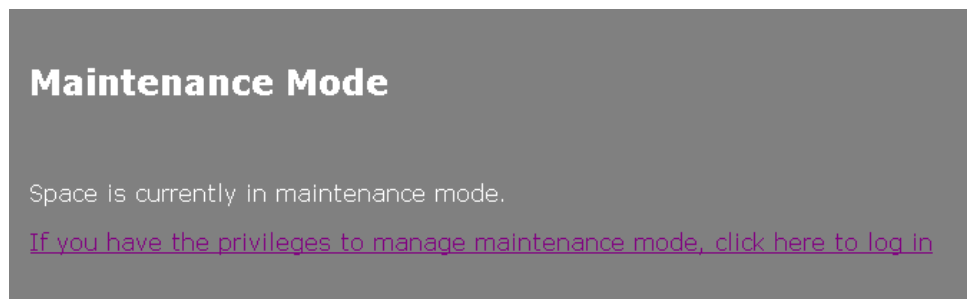 Maintenance Mode
Space is currently in maintenance mode.
If you have the privileges to manage maintenance mode, click here to log in